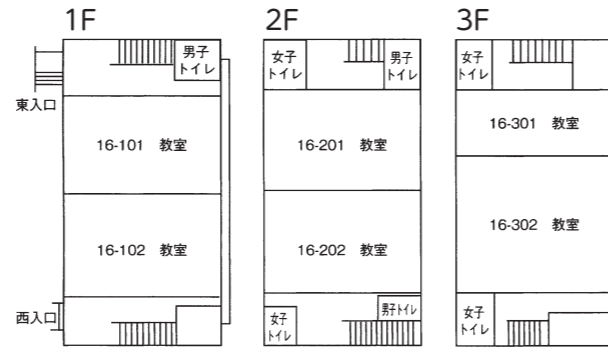 1F
男子
トイレ
東入口
16-101 教室
16-102 教室
西入口
2F
女子
トイレ
男子
トイレ
16-201 教室
16-202 教室
女子
トイレ
男子トイレ
3F
女子
トイレ
16-301 教室
16-302 教室
女子
トイレ